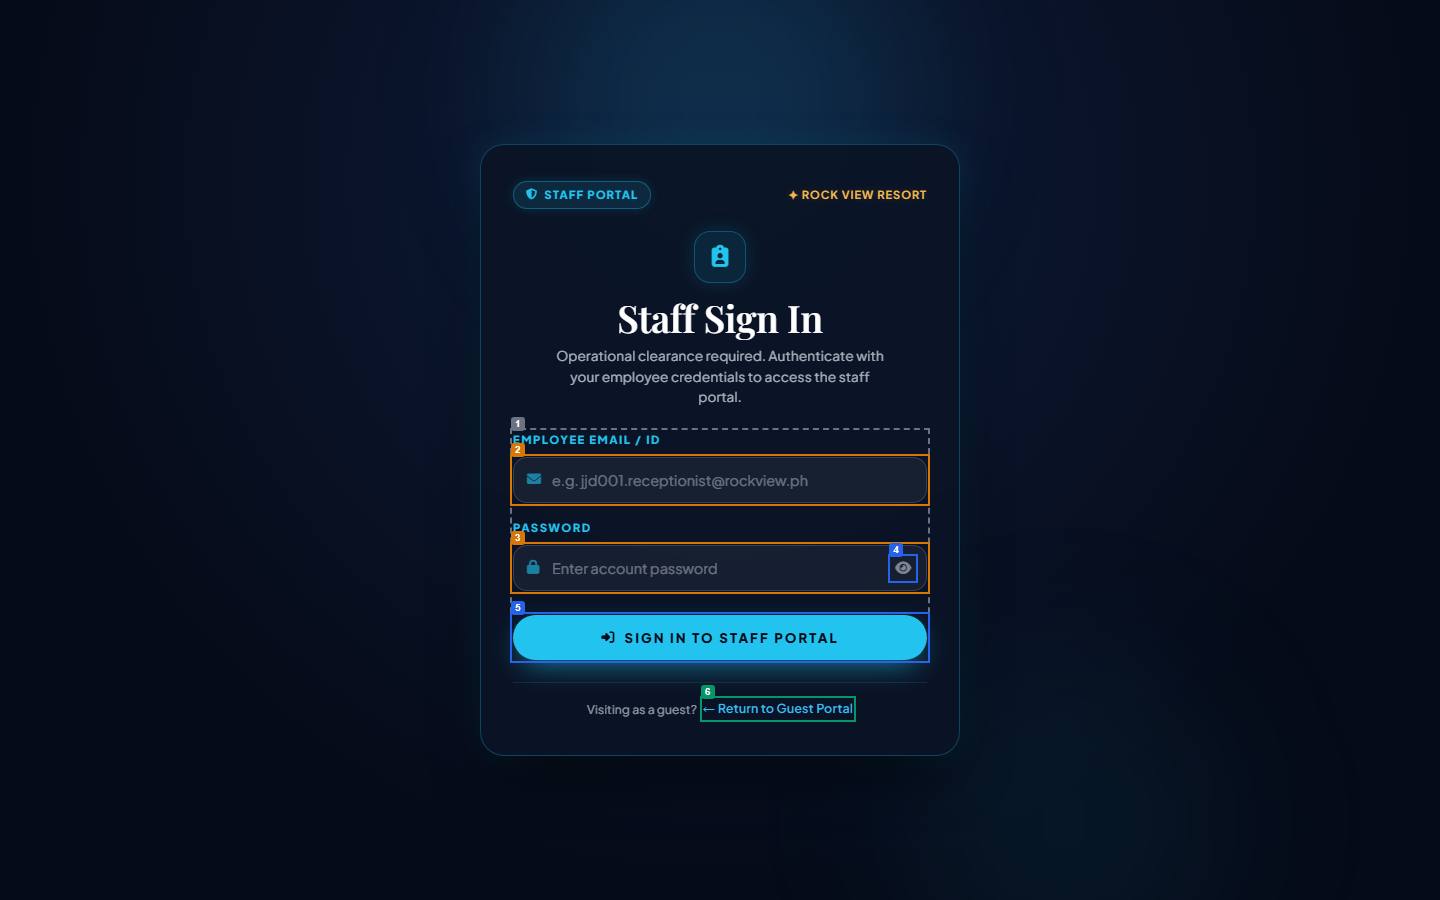 STAFF PORTAL
✦ ROCK VIEW RESORT
Staff Sign In
Operational clearance required. Authenticate with
your employee credentials to access the staff
portal.
1
EMPLOYEE EMAIL / ID
2
e.g. jjd001.receptionist@rockview.ph
PASSWORD
3
4
Enter account password
5
SIGN IN TO STAFF PORTAL
6
Visiting as a guest? ← Return to Guest Portal